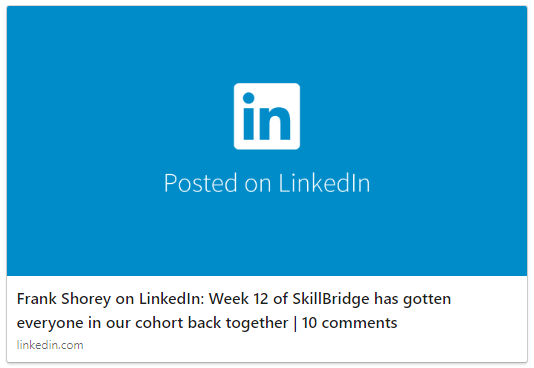 in
Posted on LinkedIn
Frank Shorey on LinkedIn: Week 12 of SkillBridge has gotten
everyone in our cohort back together | 10 comments
linkedin.com